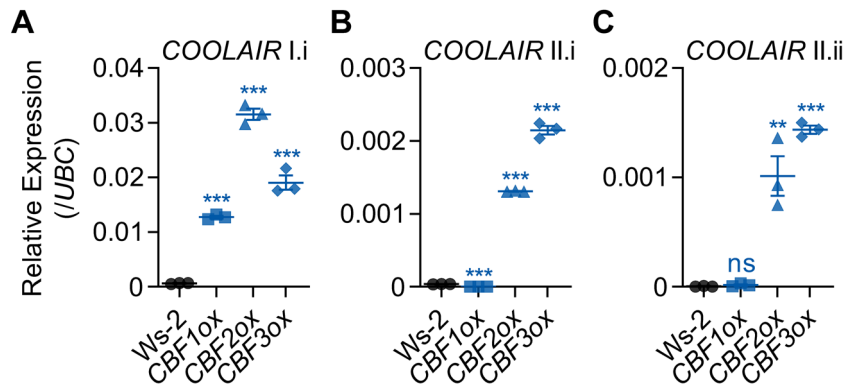 A
COOLAIR I.i
Relative Expression
(/UBC)
0.04
0.03
0.02
0.01
0
***
***
***
Ws-2
CBF1ox
CBF2ox
CBF3ox
B
COOLAIR II.i
0.003
0.002
0.001
0
***
***
***
Ws-2
CBF1ox
CBF2ox
CBF3ox
C
COOLAIR II.ii
0.002
0.001
0
ns
**
***
Ws-2
CBF1ox
CBF2ox
CBF3ox